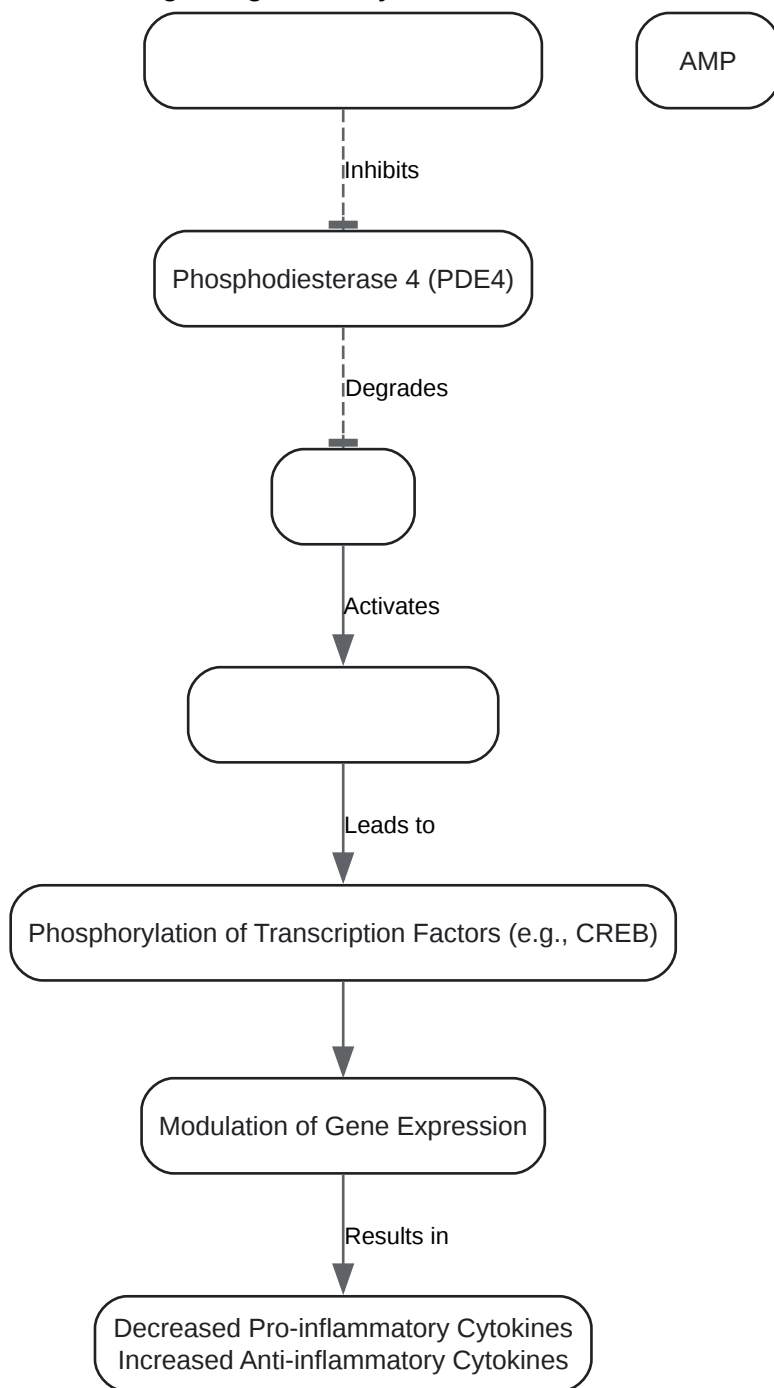 AMP
Inhibits
Phosphodiesterase 4 (PDE4)
Degrades
Activates
Leads to
Phosphorylation of Transcription Factors (e.g., CREB)
Modulation of Gene Expression
Results in
Decreased Pro-inflammatory Cytokines
Increased Anti-inflammatory Cytokines